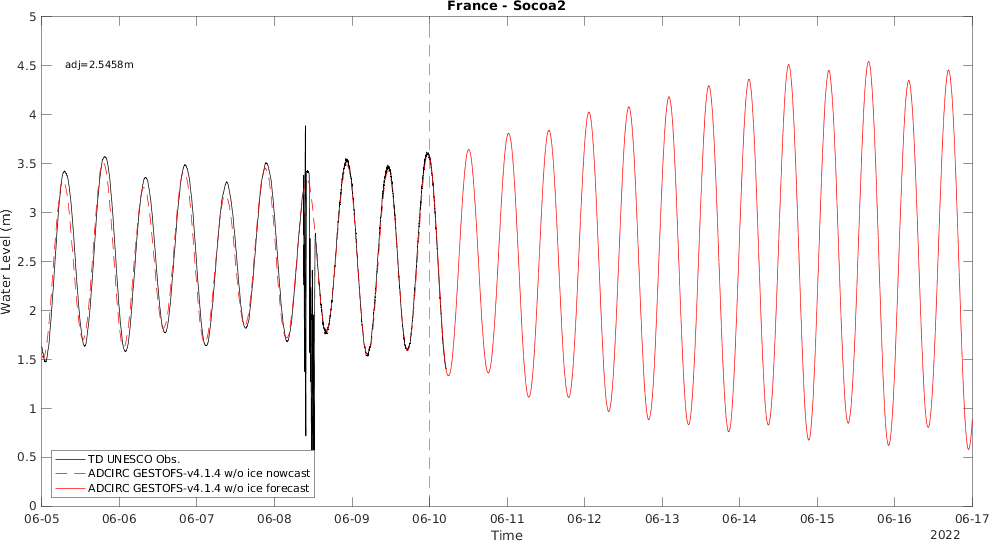 France - Socoa2
adj=2.5458m
Water Level (m)
5
4.5
4
3.5
3
2.5
2
1.5
1
0.5
0
TD UNESCO Obs.
ADCIRC GESTOFS-v4.1.4 w/o ice nowcast
ADCIRC GESTOFS-v4.1.4 w/o ice forecast
06-05 06-06 06-07 06-08 06-09 06-10 06-11 06-12 06-13 06-14 06-15 06-16 06-17
Time
2022